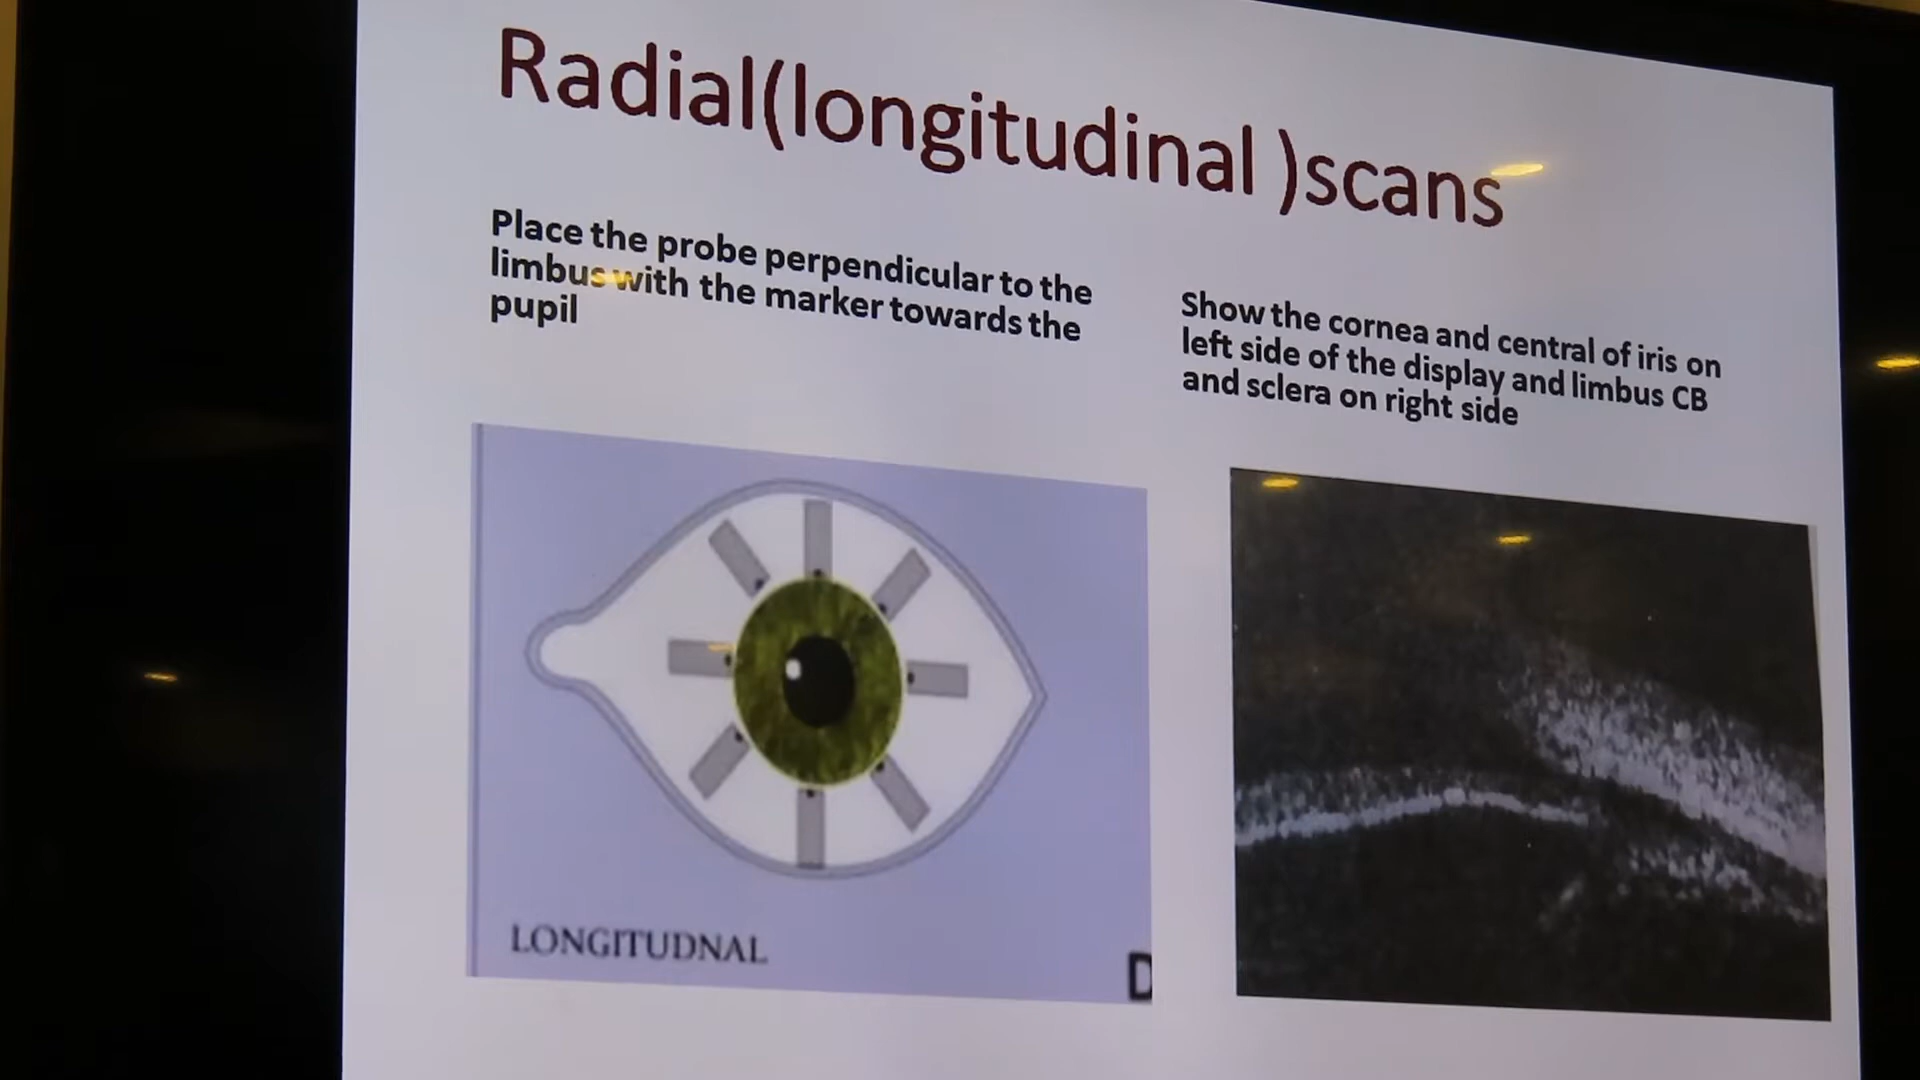 Radial(longitudinal )scans
Place the probe perpendicular to the
limbus with the marker towards the
pupil
Show the cornea and central of iris on
left side of the display and limbus CB
and sclera on right side
LONGITUDNAL
D